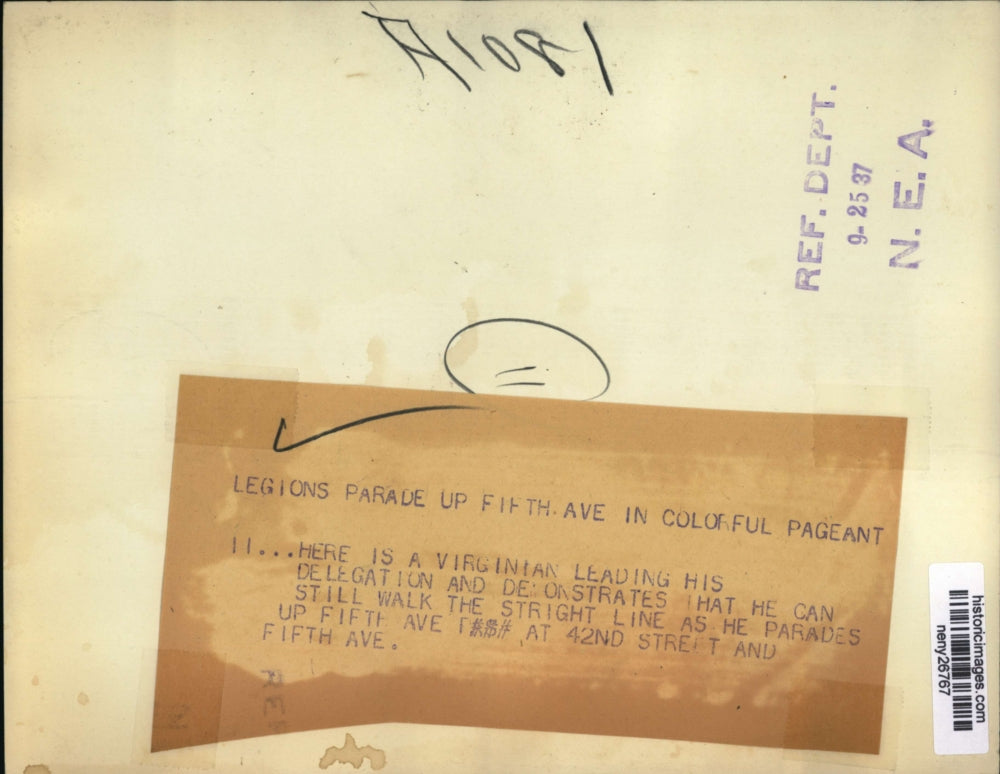 A1081
REF. DEPT.
9-25 37
N. E. A.
LEGIONS PARADE UP FIFTH AVE IN COLORFUL PAGEANT
11...HERE IS A VIRGINIAN LEADING HIS
DELEGATION AND DEMONSTRATES THAT HE CAN
STILL WALK THE STRIGHT LINE AS HE PARADES
UP FIFTH AVE AT 42ND STREET AND
FIFTH AVE.
historicimages.com
neny26767